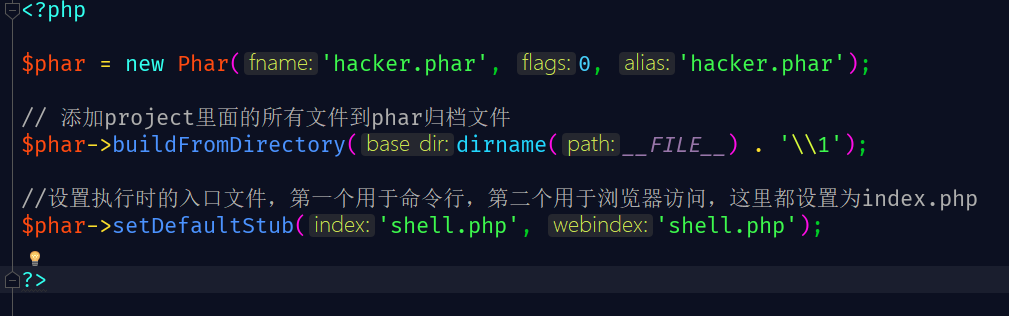 <?php
$phar = new Phar( fname: 'hacker.phar', flags: 0, alias: 'hacker.phar');
// 添加project里面的所有文件到phar归档文件
$phar->buildFromDirectory( base dir: dirname( path: __FILE__) . '\\1');
//设置执行时的入口文件，第一个用于命令行，第二个用于浏览器访问，这里都设置为index.php
$phar->setDefaultStub( index: 'shell.php', webindex: 'shell.php');
?>